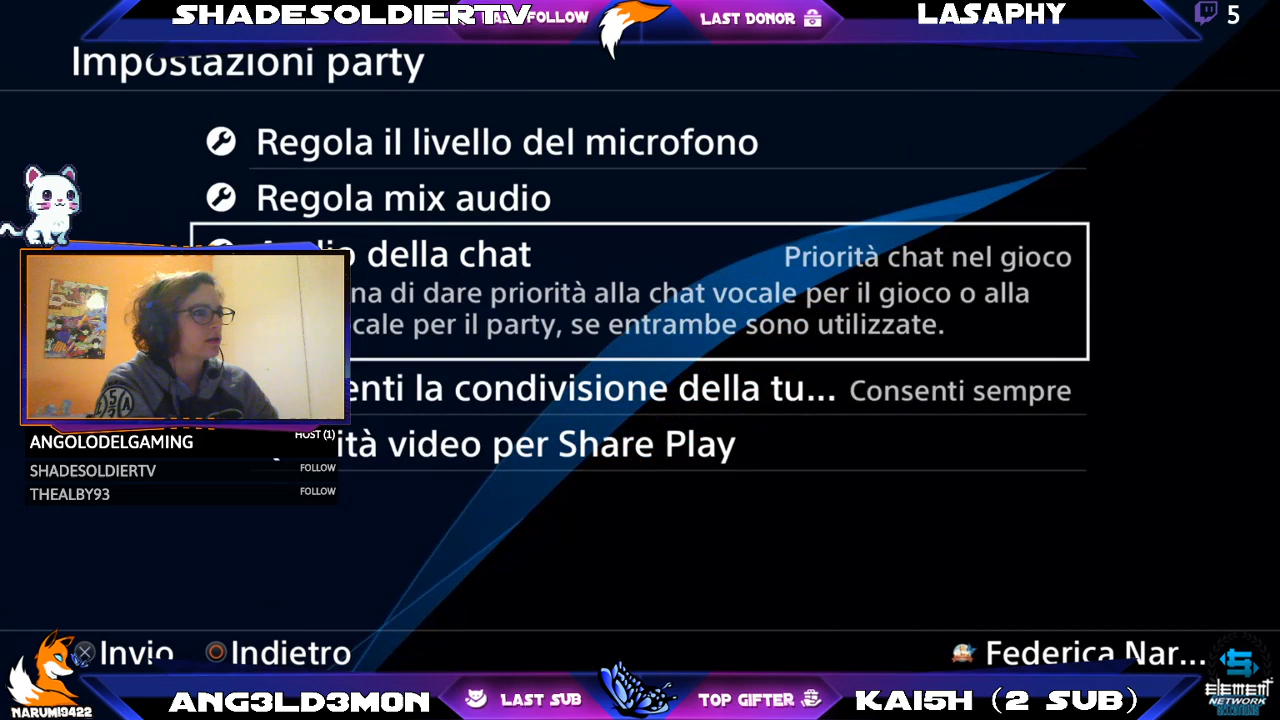 SHADESOLDIERTV
FOLLOW
LAST DONOR
LASAPHY
5
Impostazioni party
Regola il livello del microfono
Regola mix audio
della chat
Priorità chat nel gioco
na di dare priorità alla chat vocale per il gioco o alla
cale per il party, se entrambe sono utilizzate.
enti la condivisione della tu...
Consenti sempre
ità video per Share Play
ANGOLODELGAMING
HOST (1)
SHADESOLDIERTV
FOLLOW
THEALBY93
FOLLOW
Invio
Indietro
Federica Nar...
NARUMI3422
ANG3LD3M0N
LAST SUB
TOP GIFTER
KAI5H (2 SUB)
ELEMENT
NETWORK